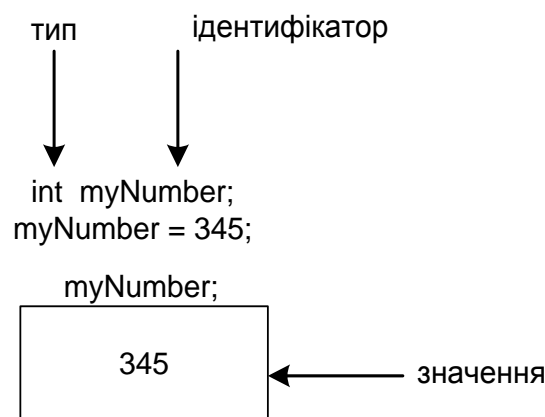 тип ідентифікатор
int myNumber;
myNumber = 345;
myNumber;
345
значення